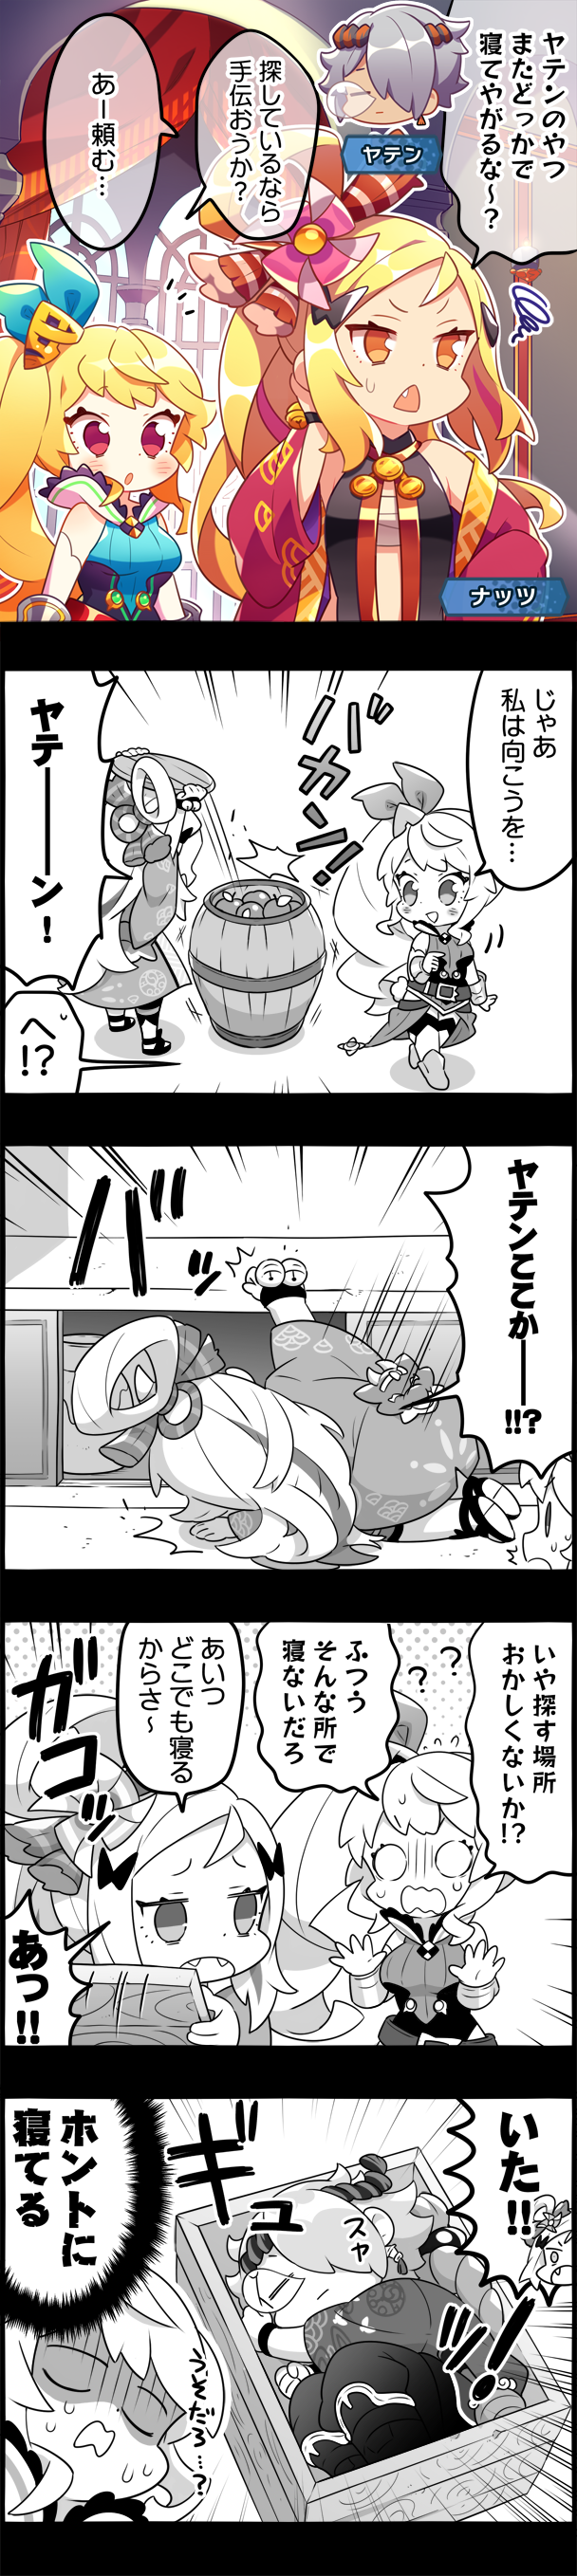 ヤテンのやつ
またどっかで
寝てやがるな～？
ヤテン
探しているなら
手伝おうか？
あー頼む…
ナッツ
じゃあ
私は向こうを…
バカン!!
ヤテーーーン！
へ!?
ヤテンここかーー!!?
バッ
いや探す場所
おかしくないか!?
？
？
ふつう
そんな所で
寝ないだろ
あいつ
どこでも寝る
からさ～
ガコッ
あっ!!
いた!!
ギュ
スヤ
ッ！
ホントに
寝てる
うそだろ…？